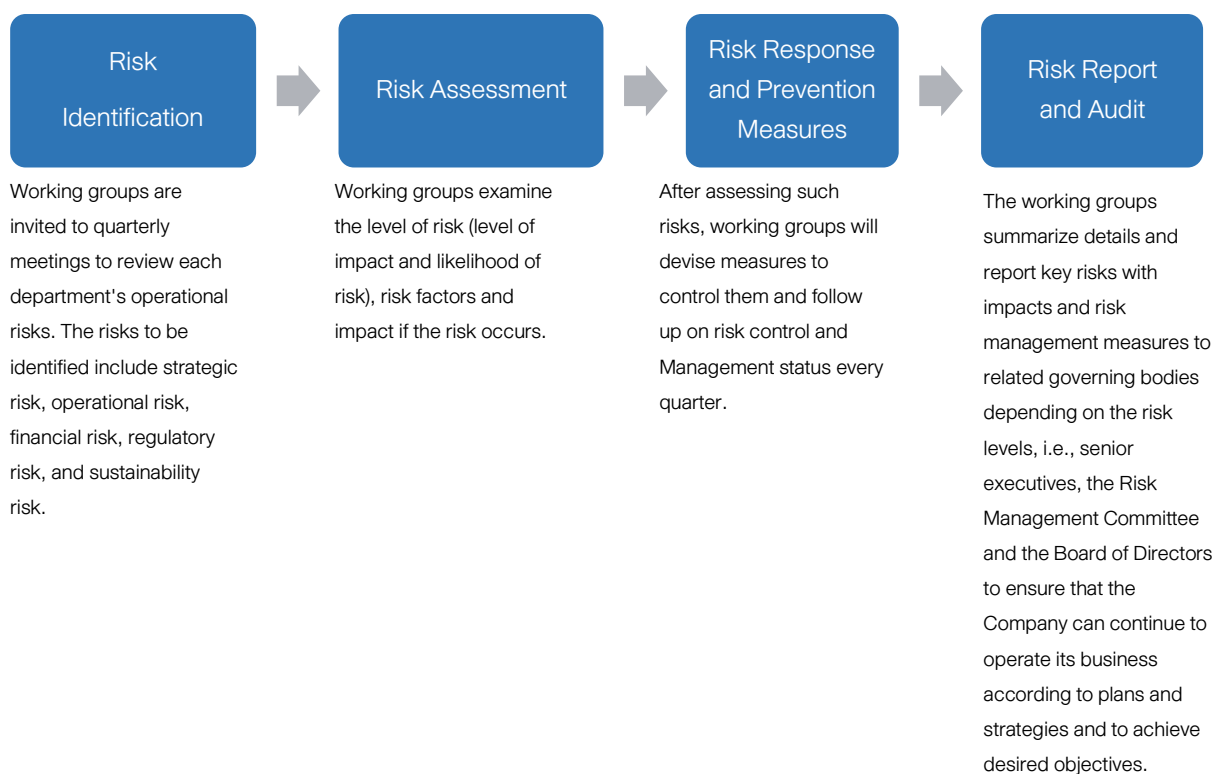 Risk
Identification
Working groups are
invited to quarterly
meetings to review each
department's operational
risks. The risks to be
identified include strategic
risk, operational risk,
financial risk, regulatory
risk, and sustainability
risk.
Risk Assessment
Working groups examine
the level of risk (level of
impact and likelihood of
risk), risk factors and
impact if the risk occurs.
Risk Response
and Prevention
Measures
After assessing such
risks, working groups will
devise measures to
control them and follow
up on risk control and
Management status every
quarter.
Risk Report
and Audit
The working groups
summarize details and
report key risks with
impacts and risk
management measures to
related governing bodies
depending on the risk
levels, i.e., senior
executives, the Risk
Management Committee
and the Board of Directors
to ensure that the
Company can continue to
operate its business
according to plans and
strategies and to achieve
desired objectives.